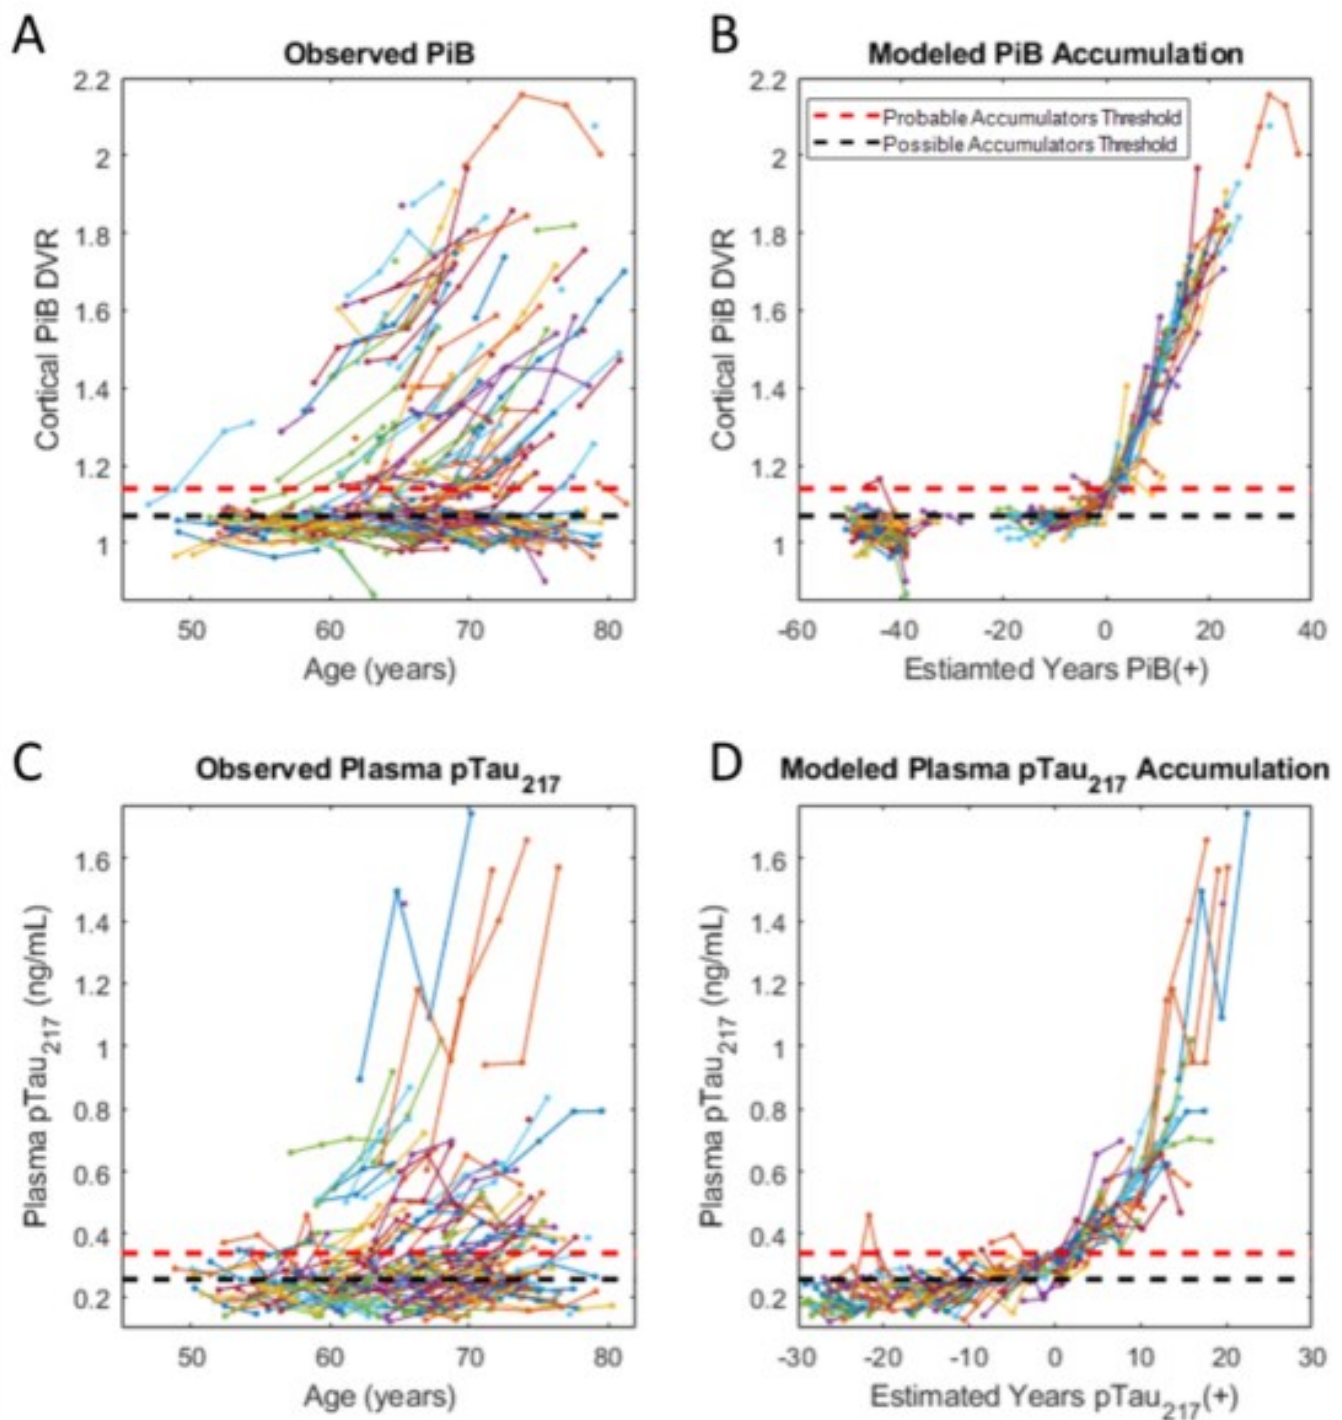 A
Observed PiB
2.2
2
1.8
1.6
1.4
1.2
1
Cortical PiB DVR
50 60 70 80
Age (years)
B
Modeled PiB Accumulation
Probable Accumulators Threshold
Possible Accumulators Threshold
2.2
2
1.8
1.6
1.4
1.2
1
Cortical PiB DVR
-60 -40 -20 0 20 40
Estiamted Years PiB(+)
C
Observed Plasma pTau217
1.6
1.4
1.2
1
0.8
0.6
0.4
0.2
Plasma pTau217 (ng/mL)
50 60 70 80
Age (years)
D
Modeled Plasma pTau217 Accumulation
1.6
1.4
1.2
1
0.8
0.6
0.4
0.2
Plasma pTau217 (ng/mL)
-30 -20 -10 0 10 20 30
Estimated Years pTau217(+)